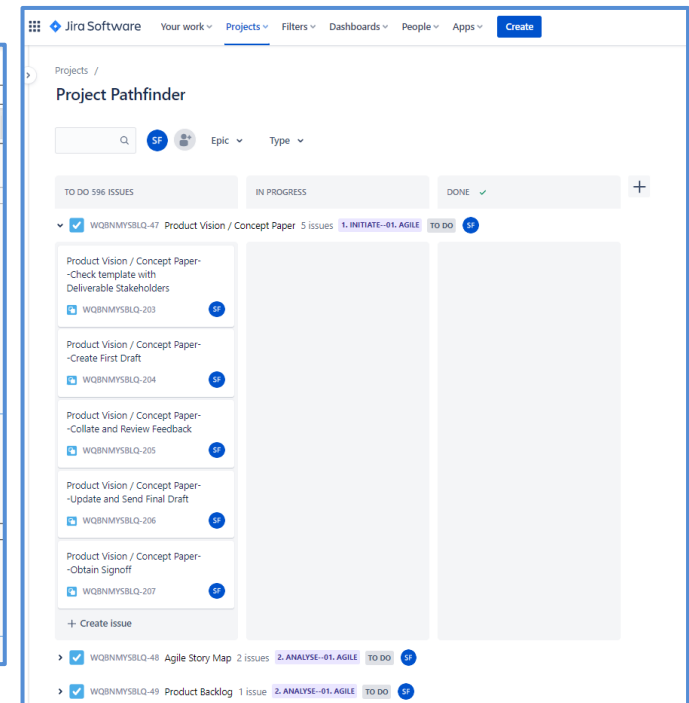 Jira Software Your work Projects Filters Dashboards People Apps Create
Projects /
Project Pathfinder
SF Epic Type
TO DO 596 ISSUES IN PROGRESS DONE
WQBNMYSBLQ-47 Product Vision / Concept Paper 5 issues 1. INITIATE--01. AGILE TO DO SF
Product Vision / Concept Paper-
-Check template with
Deliverable Stakeholders
WQBNMYSBLQ-203 SF
Product Vision / Concept Paper-
-Create First Draft
WQBNMYSBLQ-204 SF
Product Vision / Concept Paper-
-Collate and Review Feedback
WQBNMYSBLQ-205 SF
Product Vision / Concept Paper-
-Update and Send Final Draft
WQBNMYSBLQ-206 SF
Product Vision / Concept Paper-
-Obtain Signoff
WQBNMYSBLQ-207 SF
+ Create issue
WQBNMYSBLQ-48 Agile Story Map 2 issues 2. ANALYSE--01. AGILE TO DO SF
WQBNMYSBLQ-49 Product Backlog 1 issue 2. ANALYSE--01. AGILE TO DO SF